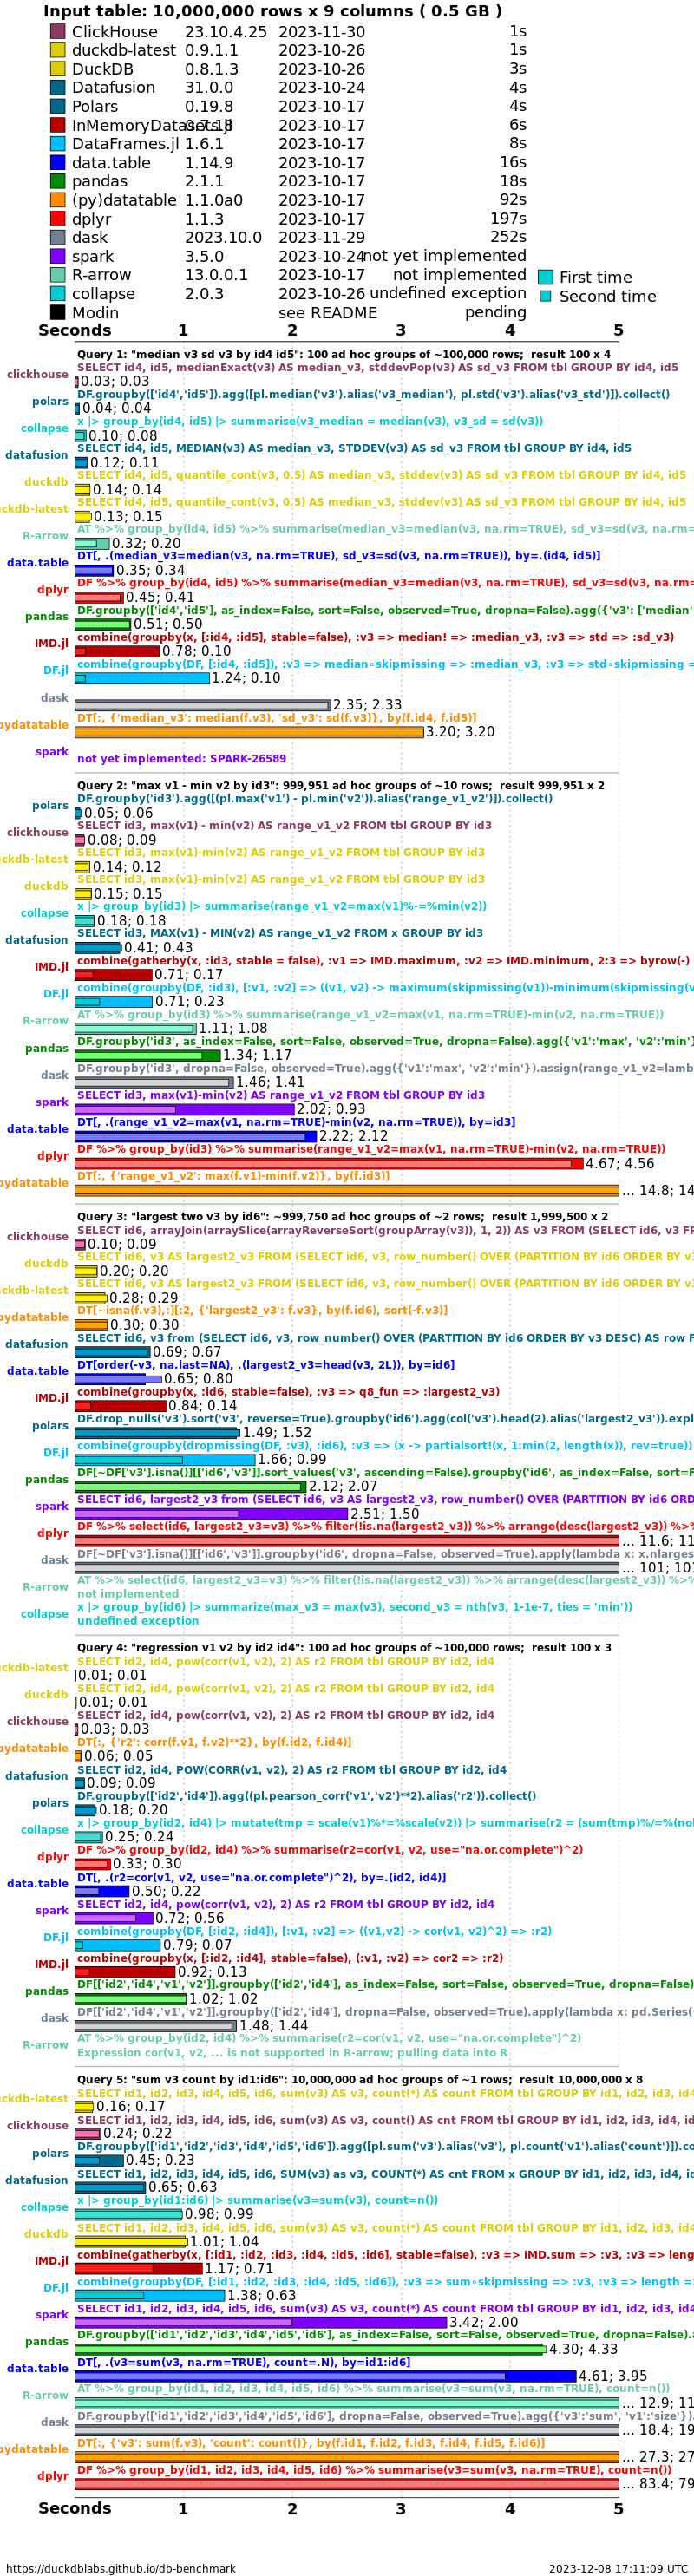 Input table: 10,000,000 rows x 9 columns ( 0.5 GB )
ClickHouse 23.10.4.25 2023-11-30 1s
duckdb-latest 0.9.1.1 2023-10-26 1s
DuckDB 0.8.1.3 2023-10-26 3s
Datafusion 31.0.0 2023-10-24 4s
Polars 0.19.8 2023-10-17 4s
InMemoryDatasets.jl 0.7.18 2023-10-17 6s
DataFrames.jl 1.6.1 2023-10-17 8s
data.table 1.14.9 2023-10-17 16s
pandas 2.1.1 2023-10-17 18s
(py)datatable 1.1.0a0 2023-10-17 92s
dplyr 1.1.3 2023-10-17 197s
dask 2023.10.0 2023-11-29 252s
spark 3.5.0 2023-10-24 not yet implemented
R-arrow 13.0.0.1 2023-10-17 not implemented
collapse 2.0.3 2023-10-26 undefined exception
Modin see README pending
First time
Second time
Seconds 1 2 3 4 5
Query 1: "median v3 sd v3 by id4 id5": 100 ad hoc groups of ~100,000 rows; result 100 x 4
clickhouse SELECT id4, id5, medianExact(v3) AS median_v3, stddevPop(v3) AS sd_v3 FROM tbl GROUP BY id4, id5
0.03; 0.03
polars DF.groupby(['id4','id5']).agg([pl.median('v3').alias('v3_median'), pl.std('v3').alias('v3_std')]).collect()
0.04; 0.04
collapse x |> group_by(id4, id5) |> summarise(v3_median = median(v3), v3_sd = sd(v3))
0.10; 0.08
datafusion SELECT id4, id5, MEDIAN(v3) AS median_v3, STDDEV(v3) AS sd_v3 FROM tbl GROUP BY id4, id5
0.12; 0.11
duckdb SELECT id4, id5, quantile_cont(v3, 0.5) AS median_v3, stddev(v3) AS sd_v3 FROM tbl GROUP BY id4, id5
0.14; 0.14
uckdb-latest SELECT id4, id5, quantile_cont(v3, 0.5) AS median_v3, stddev(v3) AS sd_v3 FROM tbl GROUP BY id4, id5
0.13; 0.15
R-arrow AT %>% group_by(id4, id5) %>% summarise(median_v3=median(v3, na.rm=TRUE), sd_v3=sd(v3, na.rm=
0.32; 0.20
data.table DT[, .(median_v3=median(v3, na.rm=TRUE), sd_v3=sd(v3, na.rm=TRUE)), by=.(id4, id5)]
0.35; 0.34
dplyr DF %>% group_by(id4, id5) %>% summarise(median_v3=median(v3, na.rm=TRUE), sd_v3=sd(v3, na.rm=
0.45; 0.41
pandas DF.groupby(['id4','id5'], as_index=False, sort=False, observed=True, dropna=False).agg({'v3': ['median'
0.51; 0.50
IMD.jl combine(groupby(x, [:id4, :id5], stable=false), :v3 => median! => :median_v3, :v3 => std => :sd_v3)
0.78; 0.10
DF.jl combine(groupby(DF, [:id4, :id5]), :v3 => median∘skipmissing => :median_v3, :v3 => std∘skipmissing =
1.24; 0.10
dask
2.35; 2.33
pydatatable DT[:, {'median_v3': median(f.v3), 'sd_v3': sd(f.v3)}, by(f.id4, f.id5)]
3.20; 3.20
spark
not yet implemented: SPARK-26589
Query 2: "max v1 - min v2 by id3": 999,951 ad hoc groups of ~10 rows; result 999,951 x 2
polars DF.groupby('id3').agg([(pl.max('v1') - pl.min('v2')).alias('range_v1_v2')]).collect()
0.05; 0.06
clickhouse SELECT id3, max(v1) - min(v2) AS range_v1_v2 FROM tbl GROUP BY id3
0.08; 0.09
uckdb-latest SELECT id3, max(v1)-min(v2) AS range_v1_v2 FROM tbl GROUP BY id3
0.14; 0.12
duckdb SELECT id3, max(v1)-min(v2) AS range_v1_v2 FROM tbl GROUP BY id3
0.15; 0.15
collapse x |> group_by(id3) |> summarise(range_v1_v2=max(v1)%-=%min(v2))
0.18; 0.18
datafusion SELECT id3, MAX(v1) - MIN(v2) AS range_v1_v2 FROM x GROUP BY id3
0.41; 0.43
IMD.jl combine(gatherby(x, :id3, stable = false), :v1 => IMD.maximum, :v2 => IMD.minimum, 2:3 => byrow(-)
0.71; 0.17
DF.jl combine(groupby(DF, :id3), [:v1, :v2] => ((v1, v2) -> maximum(skipmissing(v1))-minimum(skipmissing(v
0.71; 0.23
R-arrow AT %>% group_by(id3) %>% summarise(range_v1_v2=max(v1, na.rm=TRUE)-min(v2, na.rm=TRUE))
1.11; 1.08
pandas DF.groupby('id3', as_index=False, sort=False, observed=True, dropna=False).agg({'v1':'max', 'v2':'min'}
1.34; 1.17
dask DF.groupby('id3', dropna=False, observed=True).agg({'v1':'max', 'v2':'min'}).assign(range_v1_v2=lamb
1.46; 1.41
spark SELECT id3, max(v1)-min(v2) AS range_v1_v2 FROM tbl GROUP BY id3
2.02; 0.93
data.table DT[, .(range_v1_v2=max(v1, na.rm=TRUE)-min(v2, na.rm=TRUE)), by=id3]
2.22; 2.12
dplyr DF %>% group_by(id3) %>% summarise(range_v1_v2=max(v1, na.rm=TRUE)-min(v2, na.rm=TRUE))
4.67; 4.56
pydatatable DT[:, {'range_v1_v2': max(f.v1)-min(f.v2)}, by(f.id3)]
... 14.8; 14
Query 3: "largest two v3 by id6": ~999,750 ad hoc groups of ~2 rows; result 1,999,500 x 2
clickhouse SELECT id6, arrayJoin(arraySlice(arrayReverseSort(groupArray(v3)), 1, 2)) AS v3 FROM (SELECT id6, v3 FR
0.10; 0.09
duckdb SELECT id6, v3 AS largest2_v3 FROM (SELECT id6, v3, row_number() OVER (PARTITION BY id6 ORDER BY v3
0.20; 0.20
uckdb-latest SELECT id6, v3 AS largest2_v3 FROM (SELECT id6, v3, row_number() OVER (PARTITION BY id6 ORDER BY v3
0.28; 0.29
pydatatable DT[~isna(f.v3),:][:2, {'largest2_v3': f.v3}, by(f.id6), sort(-f.v3)]
0.30; 0.30
datafusion SELECT id6, v3 from (SELECT id6, v3, row_number() OVER (PARTITION BY id6 ORDER BY v3 DESC) AS row F
0.69; 0.67
data.table DT[order(-v3, na.last=NA), .(largest2_v3=head(v3, 2L)), by=id6]
0.65; 0.80
IMD.jl combine(groupby(x, :id6, stable=false), :v3 => q8_fun => :largest2_v3)
0.84; 0.14
polars DF.drop_nulls('v3').sort('v3', reverse=True).groupby('id6').agg(col('v3').head(2).alias('largest2_v3')).expl
1.49; 1.52
DF.jl combine(groupby(dropmissing(DF, :v3), :id6), :v3 => (x -> partialsort!(x, 1:min(2, length(x)), rev=true))
1.66; 0.99
pandas DF[~DF['v3'].isna()][['id6','v3']].sort_values('v3', ascending=False).groupby('id6', as_index=False, sort=F
2.12; 2.07
spark SELECT id6, largest2_v3 from (SELECT id6, v3 AS largest2_v3, row_number() OVER (PARTITION BY id6 ORD
2.51; 1.50
dplyr DF %>% select(id6, largest2_v3=v3) %>% filter(!is.na(largest2_v3)) %>% arrange(desc(largest2_v3)) %>%
... 11.6; 11
dask DF[~DF['v3'].isna()][['id6','v3']].groupby('id6', dropna=False, observed=True).apply(lambda x: x.nlarges
... 101; 101
R-arrow AT %>% select(id6, largest2_v3=v3) %>% filter(!is.na(largest2_v3)) %>% arrange(desc(largest2_v3)) %>%
not implemented
collapse x |> group_by(id6) |> summarize(max_v3 = max(v3), second_v3 = nth(v3, 1-1e-7, ties = 'min'))
undefined exception
Query 4: "regression v1 v2 by id2 id4": 100 ad hoc groups of ~100,000 rows; result 100 x 3
uckdb-latest SELECT id2, id4, pow(corr(v1, v2), 2) AS r2 FROM tbl GROUP BY id2, id4
0.01; 0.01
duckdb SELECT id2, id4, pow(corr(v1, v2), 2) AS r2 FROM tbl GROUP BY id2, id4
0.01; 0.01
clickhouse SELECT id2, id4, pow(corr(v1, v2), 2) AS r2 FROM tbl GROUP BY id2, id4
0.03; 0.03
pydatatable DT[:, {'r2': corr(f.v1, f.v2)**2}, by(f.id2, f.id4)]
0.06; 0.05
datafusion SELECT id2, id4, POW(CORR(v1, v2), 2) AS r2 FROM tbl GROUP BY id2, id4
0.09; 0.09
polars DF.groupby(['id2','id4']).agg((pl.pearson_corr('v1','v2')**2).alias('r2')).collect()
0.18; 0.20
collapse x |> group_by(id2, id4) |> mutate(tmp = scale(v1)%*=%scale(v2)) |> summarise(r2 = (sum(tmp)%/=%(nol
0.25; 0.24
dplyr DF %>% group_by(id2, id4) %>% summarise(r2=cor(v1, v2, use="na.or.complete")^2)
0.33; 0.30
data.table DT[, .(r2=cor(v1, v2, use="na.or.complete")^2), by=.(id2, id4)]
0.50; 0.22
spark SELECT id2, id4, pow(corr(v1, v2), 2) AS r2 FROM tbl GROUP BY id2, id4
0.72; 0.56
DF.jl combine(groupby(DF, [:id2, :id4]), [:v1, :v2] => ((v1,v2) -> cor(v1, v2)^2) => :r2)
0.79; 0.07
IMD.jl combine(groupby(x, [:id2, :id4], stable=false), (:v1, :v2) => cor2 => :r2)
0.92; 0.13
pandas DF[['id2','id4','v1','v2']].groupby(['id2','id4'], as_index=False, sort=False, observed=True, dropna=False)
1.02; 1.02
dask DF[['id2','id4','v1','v2']].groupby(['id2','id4'], dropna=False, observed=True).apply(lambda x: pd.Series(
1.48; 1.44
R-arrow AT %>% group_by(id2, id4) %>% summarise(r2=cor(v1, v2, use="na.or.complete")^2)
Expression cor(v1, v2, ... is not supported in R-arrow; pulling data into R
Query 5: "sum v3 count by id1:id6": 10,000,000 ad hoc groups of ~1 rows; result 10,000,000 x 8
uckdb-latest SELECT id1, id2, id3, id4, id5, id6, sum(v3) AS v3, count(*) AS count FROM tbl GROUP BY id1, id2, id3, id4
0.16; 0.17
clickhouse SELECT id1, id2, id3, id4, id5, id6, sum(v3) AS v3, count() AS cnt FROM tbl GROUP BY id1, id2, id3, id4, id
0.24; 0.22
polars DF.groupby(['id1','id2','id3','id4','id5','id6']).agg([pl.sum('v3').alias('v3'), pl.count('v1').alias('count')]).co
0.45; 0.23
datafusion SELECT id1, id2, id3, id4, id5, id6, SUM(v3) as v3, COUNT(*) AS cnt FROM x GROUP BY id1, id2, id3, id4, id
0.65; 0.63
collapse x |> group_by(id1:id6) |> summarise(v3=sum(v3), count=n())
0.98; 0.99
duckdb SELECT id1, id2, id3, id4, id5, id6, sum(v3) AS v3, count(*) AS count FROM tbl GROUP BY id1, id2, id3, id4
1.01; 1.04
IMD.jl combine(gatherby(x, [:id1, :id2, :id3, :id4, :id5, :id6], stable=false), :v3 => IMD.sum => :v3, :v3 => leng
1.17; 0.71
DF.jl combine(groupby(DF, [:id1, :id2, :id3, :id4, :id5, :id6]), :v3 => sum∘skipmissing => :v3, :v3 => length =
1.38; 0.63
spark SELECT id1, id2, id3, id4, id5, id6, sum(v3) AS v3, count(*) AS count FROM tbl GROUP BY id1, id2, id3, id4
3.42; 2.00
pandas DF.groupby(['id1','id2','id3','id4','id5','id6'], as_index=False, sort=False, observed=True, dropna=False).a
4.30; 4.33
data.table DT[, .(v3=sum(v3, na.rm=TRUE), count=.N), by=id1:id6]
4.61; 3.95
R-arrow AT %>% group_by(id1, id2, id3, id4, id5, id6) %>% summarise(v3=sum(v3, na.rm=TRUE), count=n())
... 12.9; 11
dask DF.groupby(['id1','id2','id3','id4','id5','id6'], dropna=False, observed=True).agg({'v3':'sum', 'v1':'size'}).
... 18.4; 19
pydatatable DT[:, {'v3': sum(f.v3), 'count': count()}, by(f.id1, f.id2, f.id3, f.id4, f.id5, f.id6)]
... 27.3; 27
dplyr DF %>% group_by(id1, id2, id3, id4, id5, id6) %>% summarise(v3=sum(v3, na.rm=TRUE), count=n())
... 83.4; 79
Seconds 1 2 3 4 5
https://duckdblabs.github.io/db-benchmark 2023-12-08 17:11:09 UTC